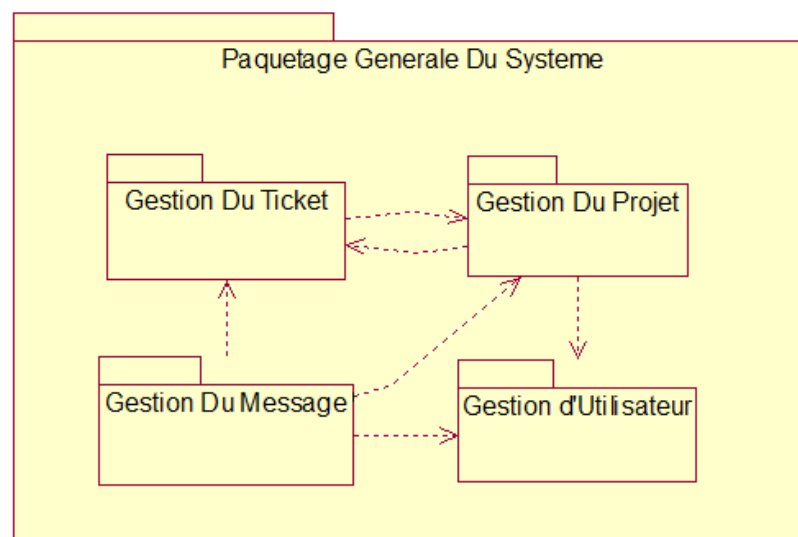 Paquetage Generale Du Systeme
Gestion Du Ticket
Gestion Du Projet
Gestion Du Message
Gestion d'Utilisateur